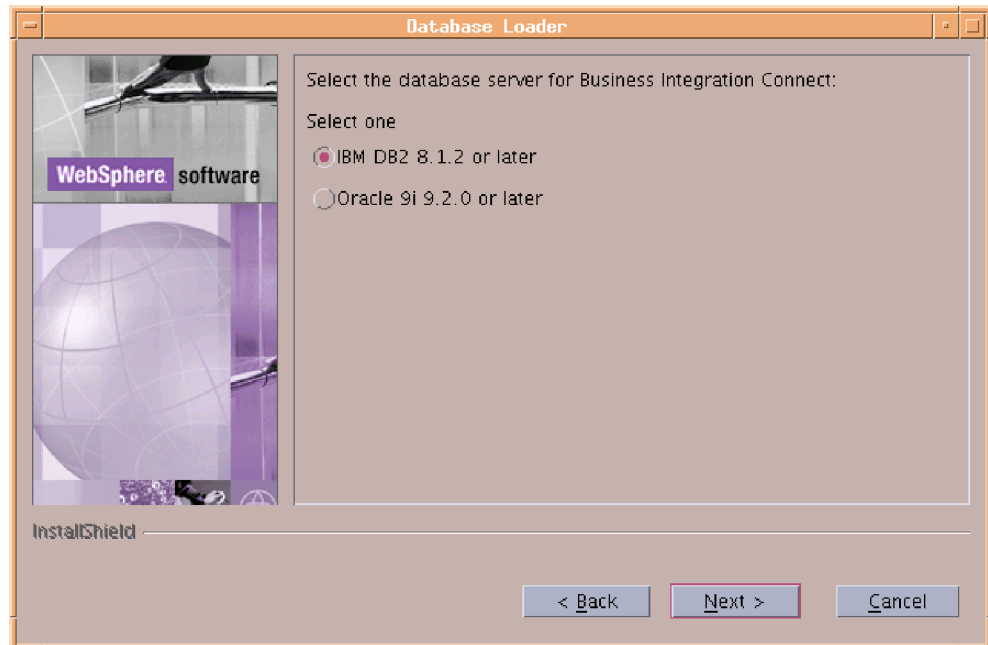 Database Loader
WebSphere software
Select the database server for Business Integration Connect:
Select one
IBM DB2 8.1.2 or later
Oracle 9i 9.2.0 or later
InstallShield
< Back
Next >
Cancel